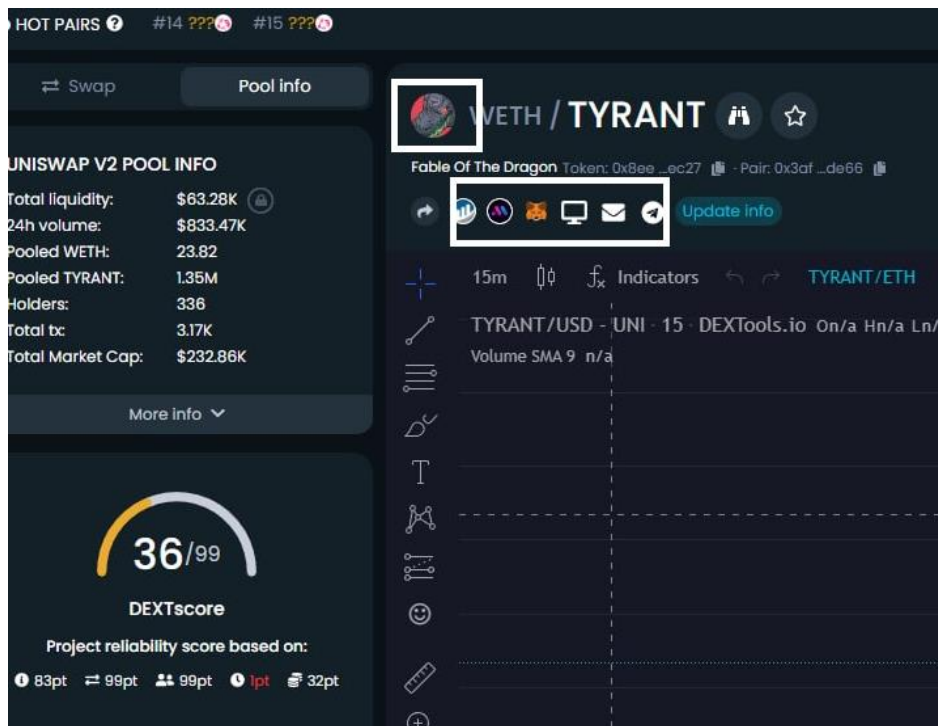 HOT PAIRS ? #14 ??? #15 ???
Swap
Pool info
UNISWAP V2 POOL INFO
Total liquidity: $63.28K
24h volume: $833.47K
Pooled WETH: 23.82
Pooled TYRANT: 1.35M
Holders: 336
Total tx: 3.17K
Total Market Cap: $232.86K
More info
36/99
DEXTscore
Project reliability score based on:
83pt 99pt 99pt 1pt 32pt
WETH / TYRANT
Fable Of The Dragon Token: 0x8ee ...ec27 - Pair: 0x3af ...de66
Update info
15m Indicators TYRANT/ETH
TYRANT/USD - UNI · 15 · DEXTools.io On/a Hn/a Ln/
Volume SMA 9 n/a